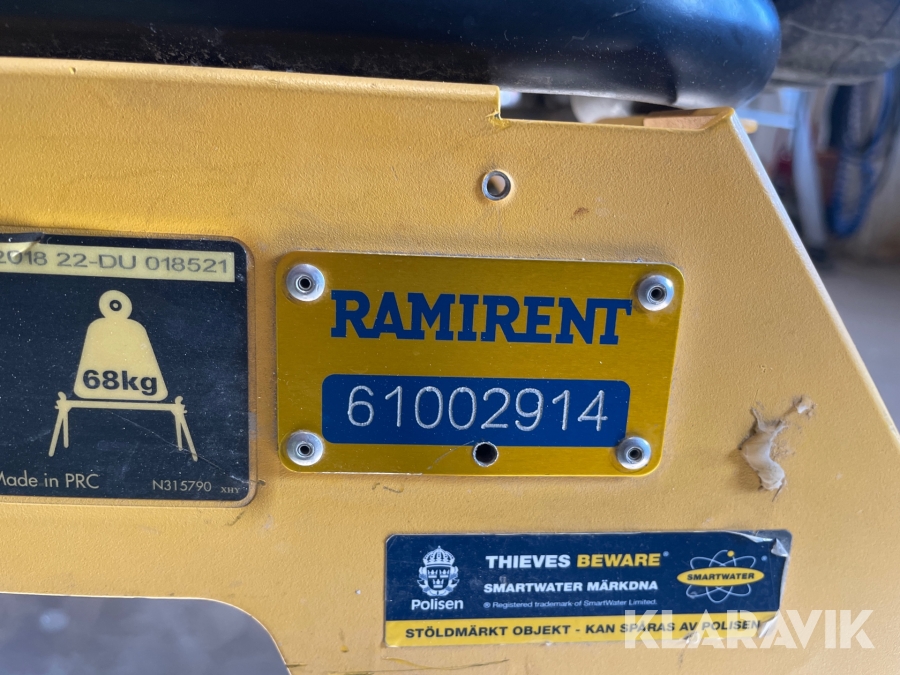 2018 22-DU 018521
68kg
Made in PRC
N315790 XHY
RAMIRENT
61002914
THIEVES BEWARE®
SMARTWATER MÄRKDNA
® Registered trademark of SmartWater Limited.
Polisen
SMARTWATER
STÖLDMÄRKT OBJEKT - KAN SPÅRAS AV POLISEN
KLARAVIK